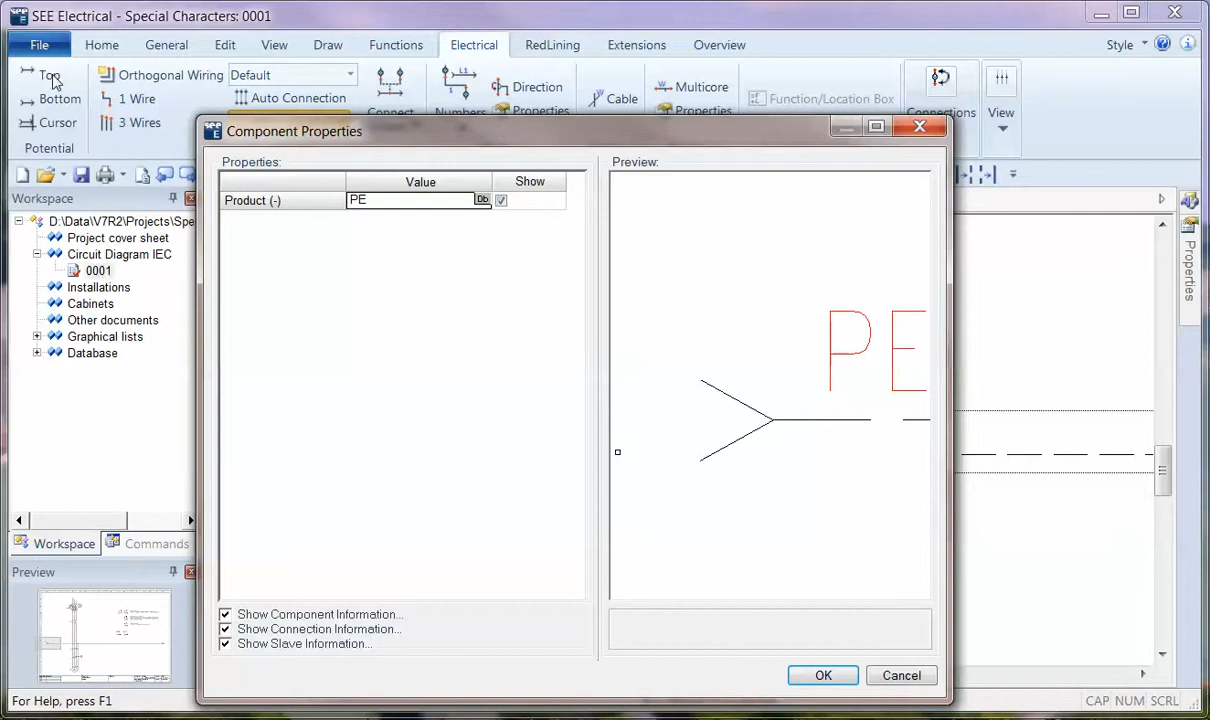 SEE Electrical - Special Characters: 0001
File Home General Edit View Draw Functions Electrical RedLining Extensions Overview Style
Top Orthogonal Wiring Default Direction Multicore
Bottom 1 Wire Auto Connection Connect Numbers Properties Cable Properties Function/Location Box Connections View
Cursor 3 Wires
Potential
Component Properties
Workspace
D:\Data\V7R2\Projects\Spe
Project cover sheet
Circuit Diagram IEC
0001
Installations
Cabinets
Other documents
Graphical lists
Database
Workspace Commands
Preview
Properties:
Value Show
Product (-) PE Db
Show Component Information...
Show Connection Information...
Show Slave Information...
Preview:
PE
OK Cancel
Properties
For Help, press F1 CAP NUM SCRL